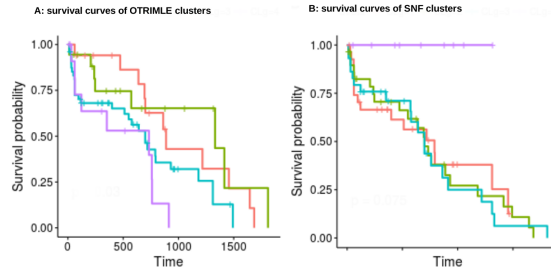 A: survival curves of OTRIMLE clusters
B: survival curves of SNF clusters
1.00
0.75
0.50
0.25
0.00
Survival probability
0 500 1000 1500
Time
1.00
0.75
0.50
0.25
0.00
Survival probability
Time